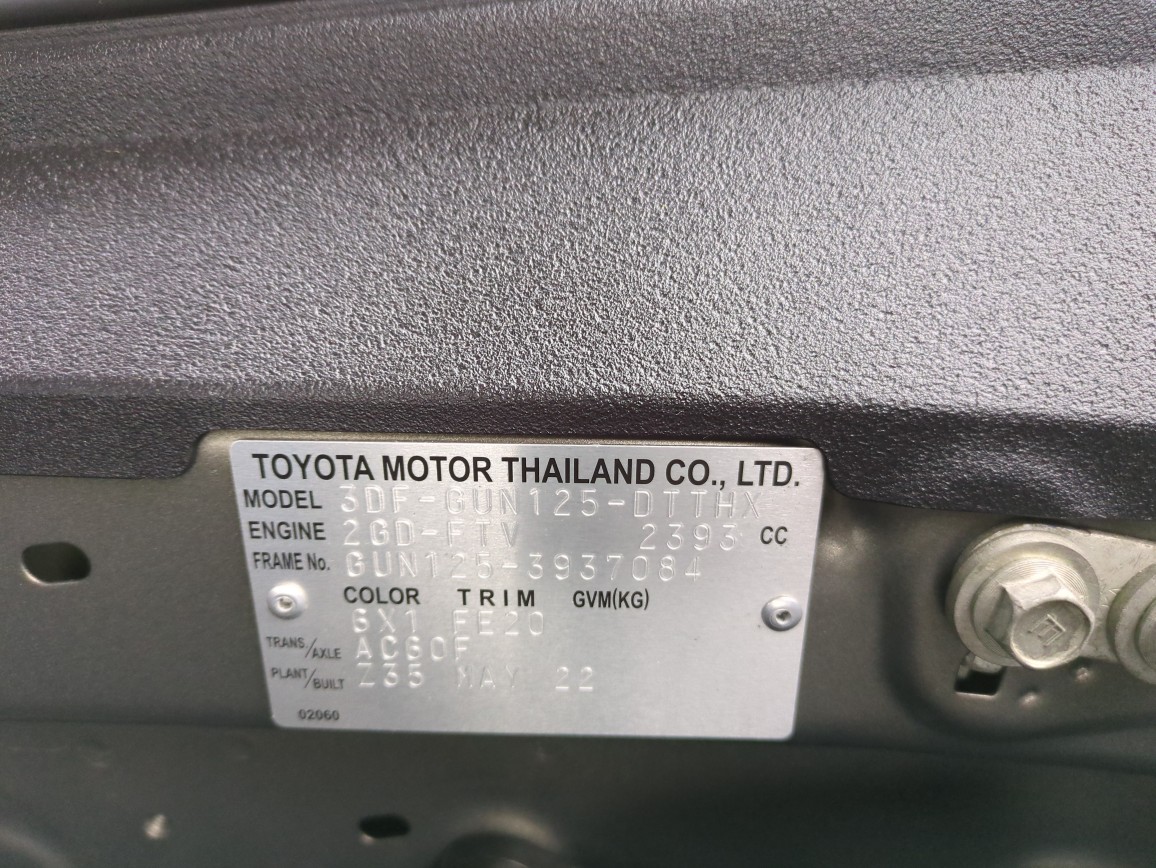 TOYOTA MOTOR THAILAND CO., LTD.
MODEL 3DF-GUN125-DTTHX
ENGINE 2GD-FTV 2393 CC
FRAME No. GUN125-3937084
COLOR TRIM GVM(KG)
6X1 FE20
TRANS/AXLE AC60F
PLANT/BUILT Z35 MAY 22
02060